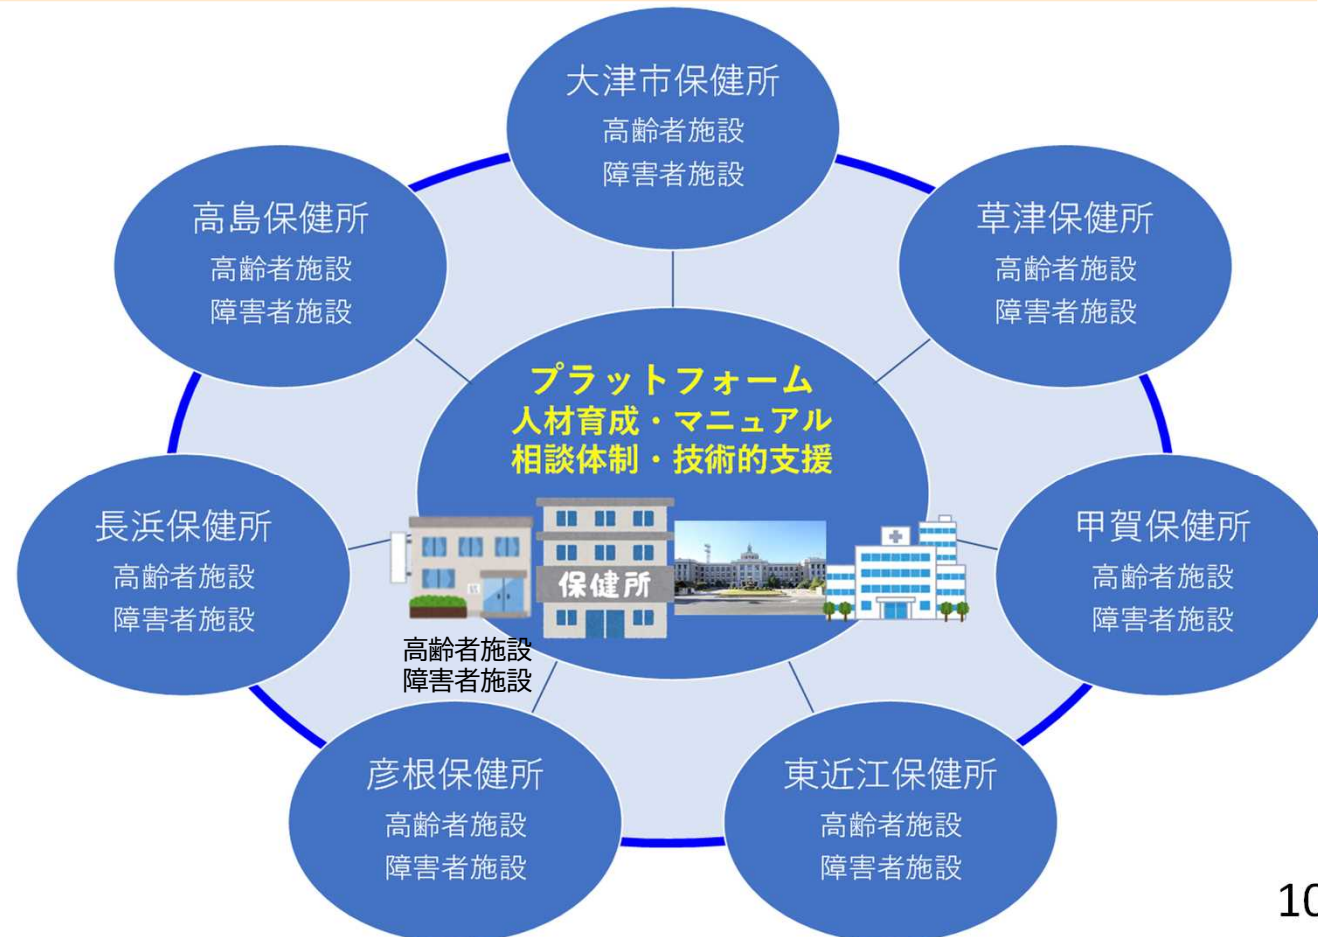 大津市保健所
高齢者施設
障害者施設
高島保健所
高齢者施設
障害者施設
草津保健所
高齢者施設
障害者施設
プラットフォーム
人材育成・マニュアル
相談体制・技術的支援
長浜保健所
高齢者施設
障害者施設
甲賀保健所
高齢者施設
障害者施設
保健所
高齢者施設
障害者施設
彦根保健所
高齢者施設
障害者施設
東近江保健所
高齢者施設
障害者施設
10